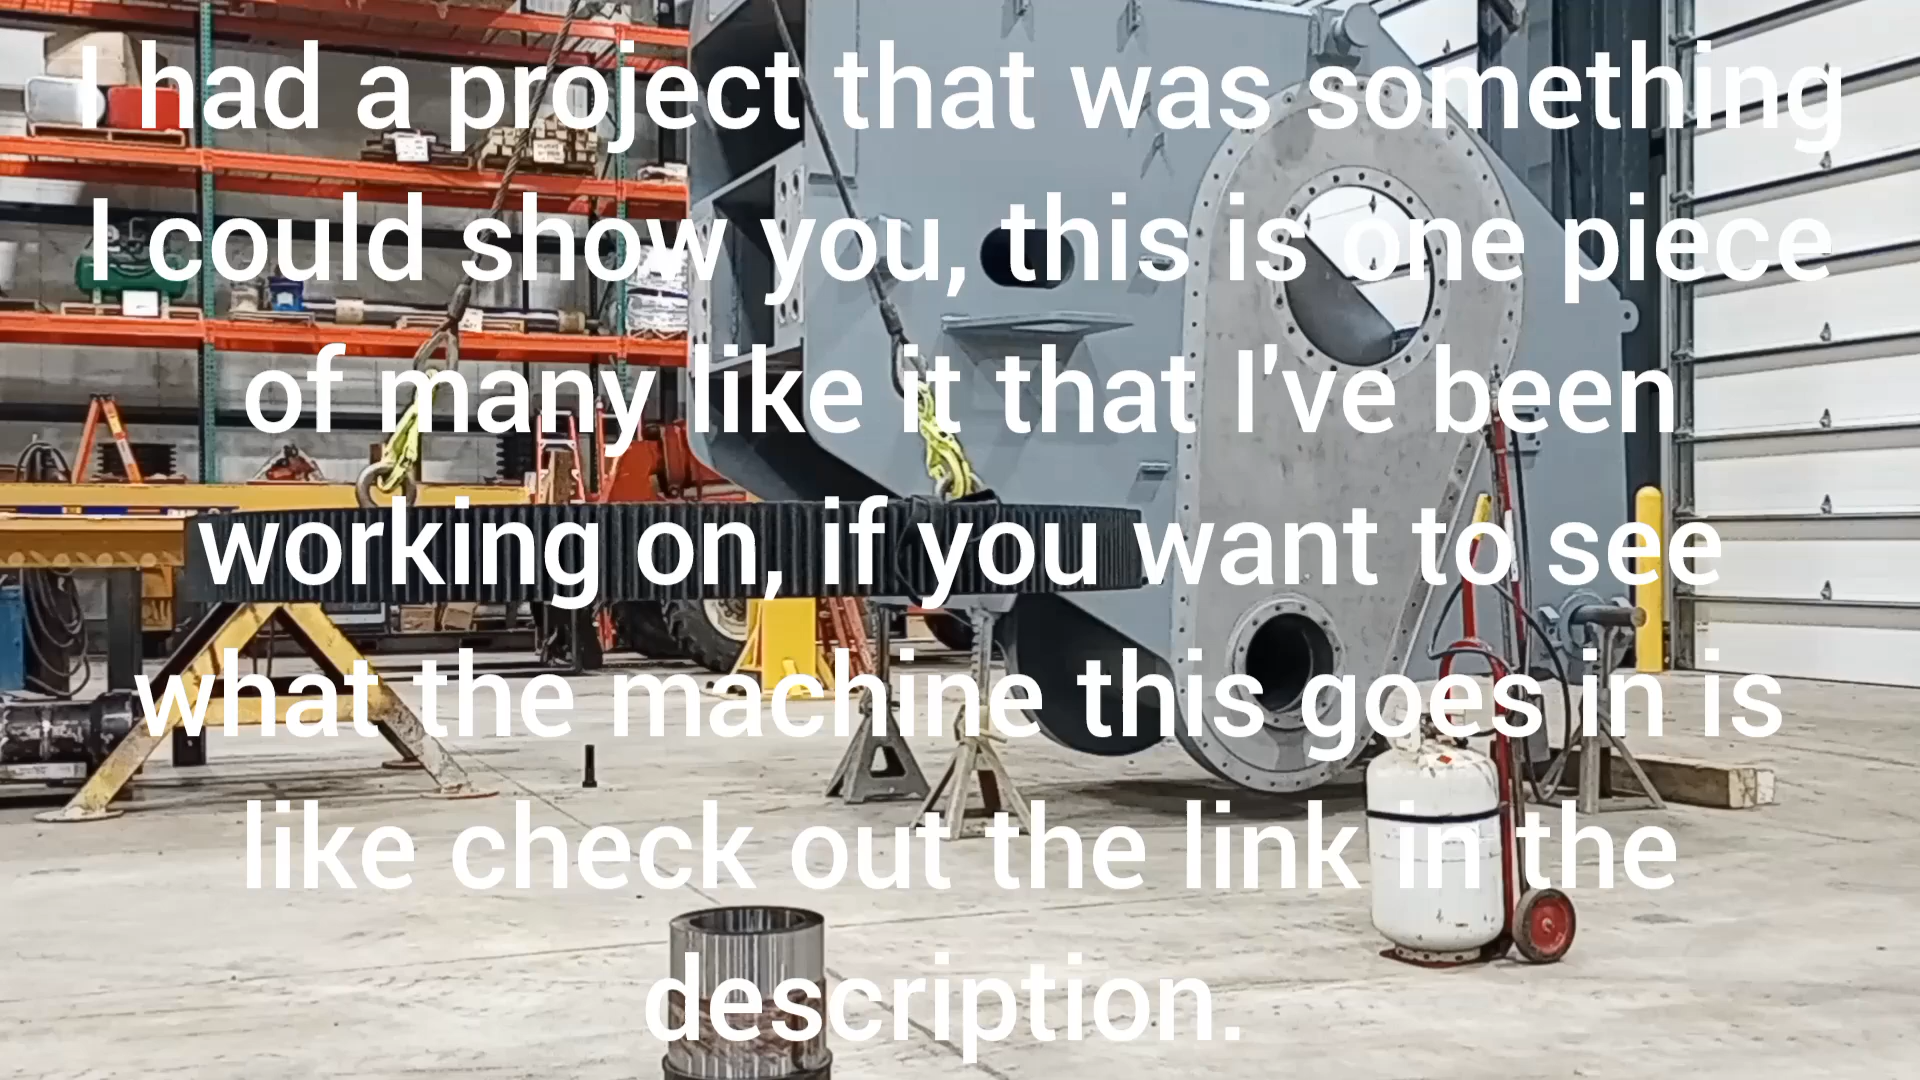 I had a project that was something
I could show you, this is one piece
of many like it that I've been
working on, if you want to see
what the machine this goes in is
like check out the link in the
description.